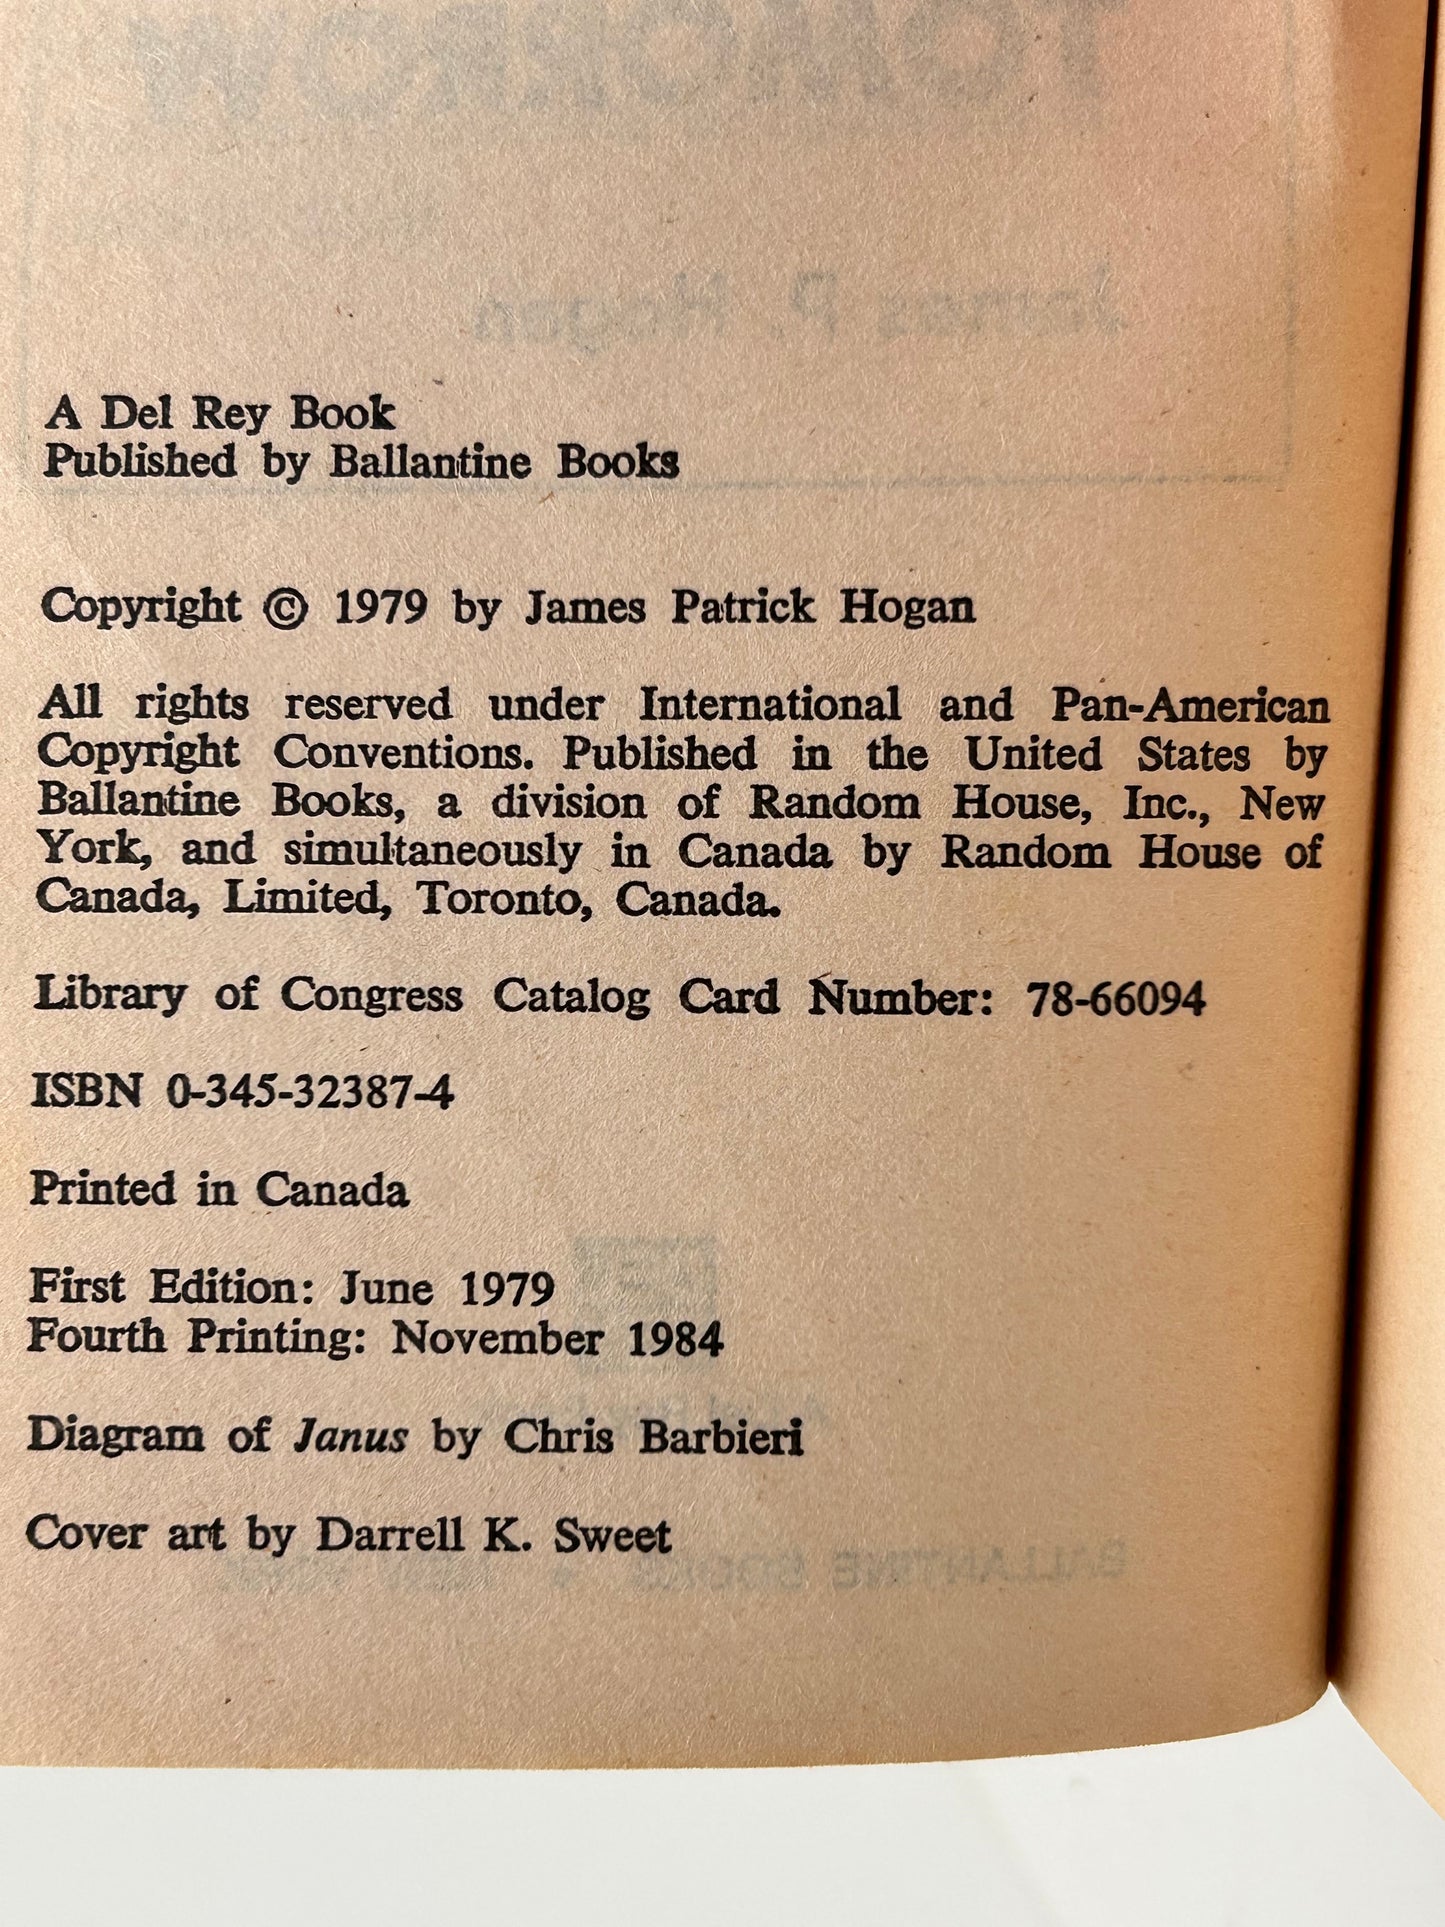 A Del Rey Book
Published by Ballantine Books
Copyright © 1979 by James Patrick Hogan
All rights reserved under International and Pan-American
Copyright Conventions. Published in the United States by
Ballantine Books, a division of Random House, Inc., New
York, and simultaneously in Canada by Random House of
Canada, Limited, Toronto, Canada.
Library of Congress Catalog Card Number: 78-66094
ISBN 0-345-32387-4
Printed in Canada
First Edition: June 1979
Fourth Printing: November 1984
Diagram of Janus by Chris Barbieri
Cover art by Darrell K. Sweet